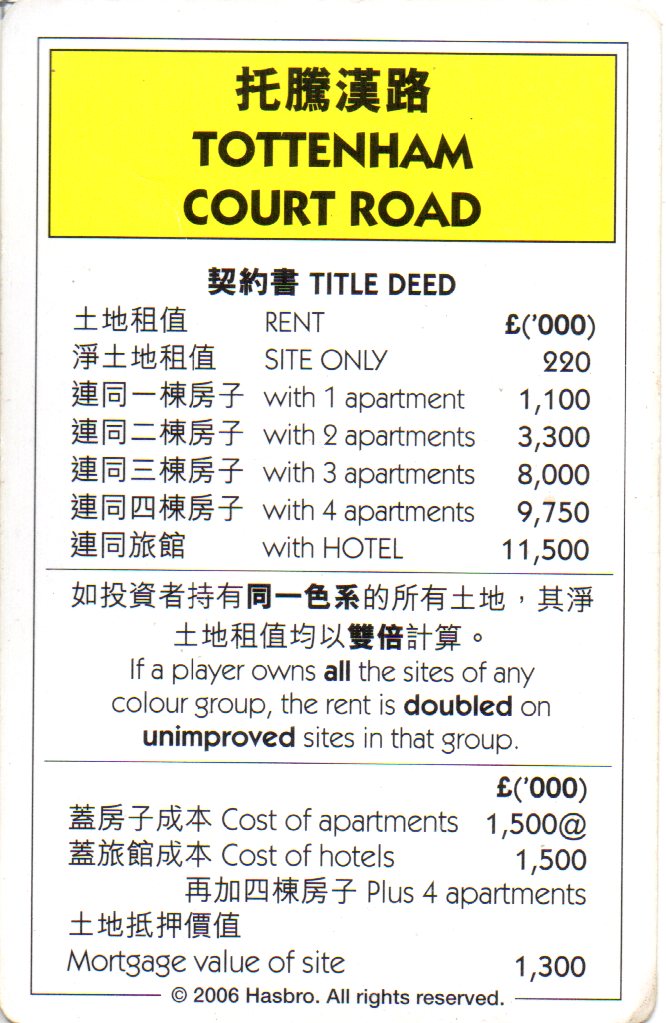 托騰漢路
TOTTENHAM
COURT ROAD
契約書 TITLE DEED
土地租值 RENT £('000)
淨土地租值 SITE ONLY 220
連同一棟房子 with 1 apartment 1,100
連同二棟房子 with 2 apartments 3,300
連同三棟房子 with 3 apartments 8,000
連同四棟房子 with 4 apartments 9,750
連同旅館 with HOTEL 11,500
如投資者持有同一色系的所有土地，其淨
土地租值均以雙倍計算。
If a player owns all the sites of any
colour group, the rent is doubled on
unimproved sites in that group.
£('000)
蓋房子成本 Cost of apartments 1,500@
蓋旅館成本 Cost of hotels 1,500
再加四棟房子 Plus 4 apartments
土地抵押價值
Mortgage value of site 1,300
© 2006 Hasbro. All rights reserved.